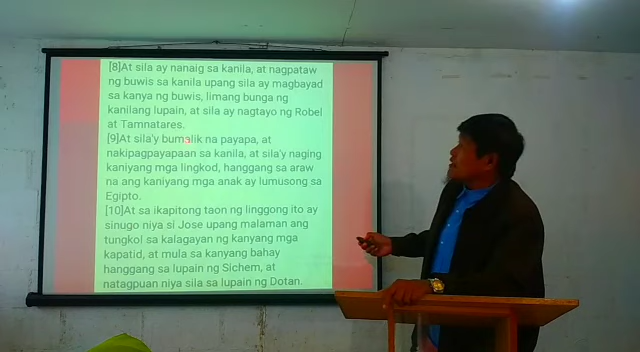 [8]At sila ay nanaig sa kanila, at nagpataw
ng buwis sa kanila upang sila ay magbayad
sa kanya ng buwis, limang bunga ng
kanilang lupain, at sila ay nagtayo ng Robel
at Tamnatares.
[9]At sila'y bumalik na payapa, at
nakipagpayapaan sa kanila, at sila'y naging
kaniyang mga lingkod, hanggang sa araw
na ang kaniyang mga anak ay lumusong sa
Egipto.
[10]At sa ikapitong taon ng linggong ito ay
sinugo niya si Jose upang malaman ang
tungkol sa kalagayan ng kanyang mga
kapatid, at mula sa kanyang bahay
hanggang sa lupain ng Sichem, at
natagpuan niya sila sa lupain ng Dotan.